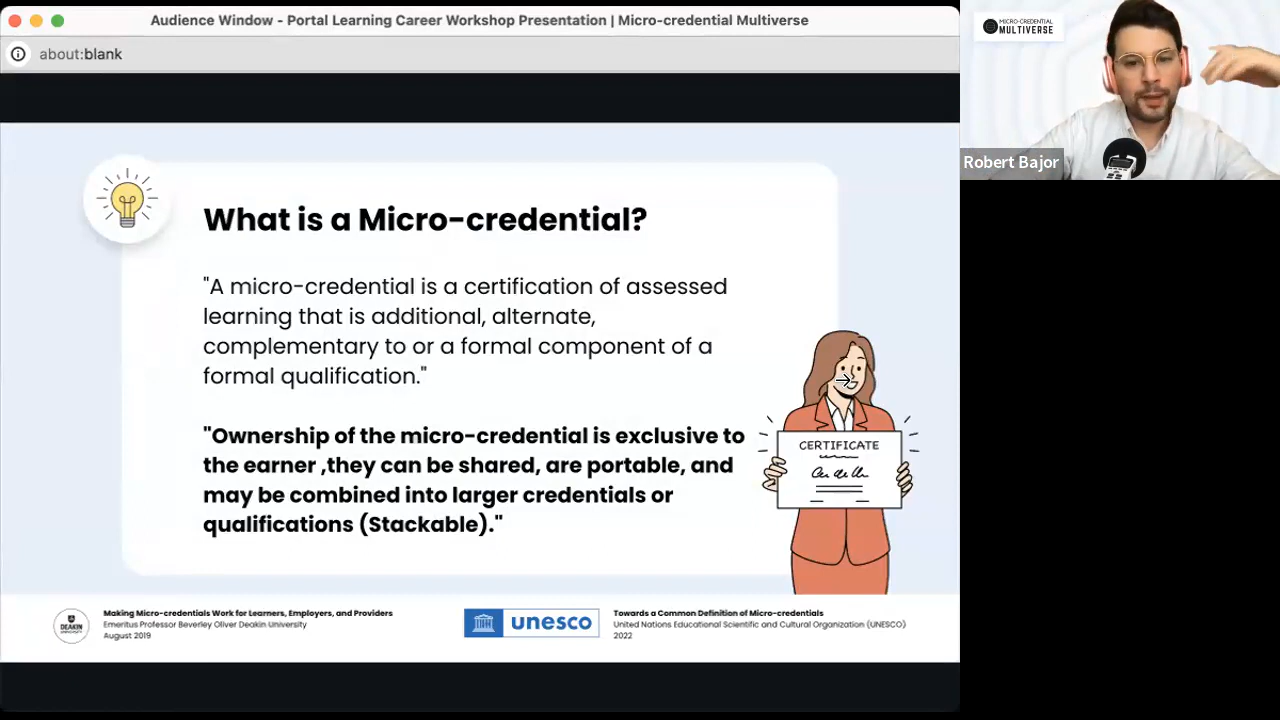 Audience Window - Portal Learning Career Workshop Presentation | Micro-credential Multiverse
about:blank
MICRO-CREDENTIAL
MULTIVERSE
Robert Bajor
What is a Micro-credential?
"A micro-credential is a certification of assessed
learning that is additional, alternate,
complementary to or a formal component of a
formal qualification."
"Ownership of the micro-credential is exclusive to
the earner ,they can be shared, are portable, and
may be combined into larger credentials or
qualifications (Stackable)."
CERTIFICATE
DEAKIN
UNIVERSITY
Making Micro-credentials Work for Learners, Employers, and Providers
Emeritus Professor Beverley Oliver Deakin University
August 2019
unesco
Towards a Common Definition of Micro-credentials
United Nations Educational Scientific and Cultural Organization (UNESCO)
2022